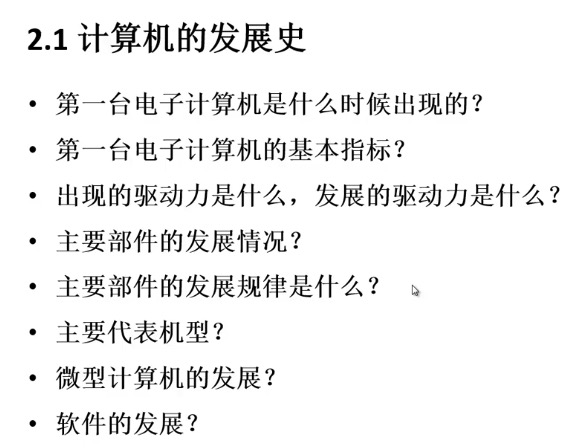 2.1 计算机的发展史
• 第一台电子计算机是什么时候出现的？
• 第一台电子计算机的基本指标？
• 出现的驱动力是什么，发展的驱动力是什么？
• 主要部件的发展情况？
• 主要部件的发展规律是什么？
• 主要代表机型？
• 微型计算机的发展？
• 软件的发展？